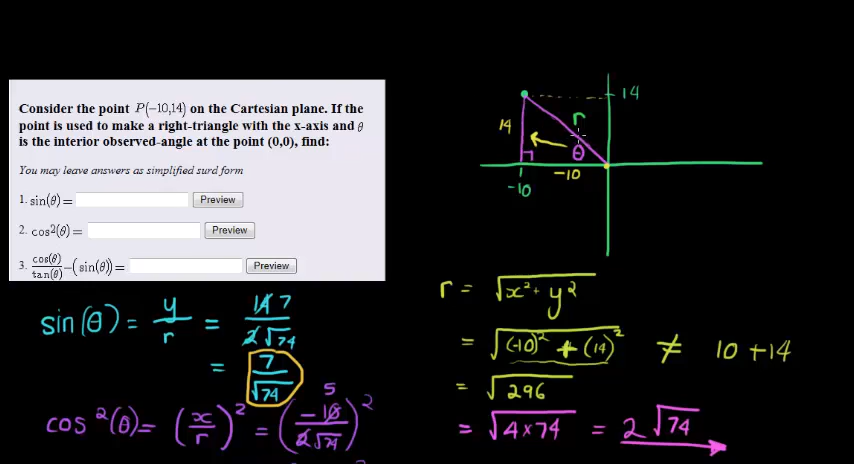 Consider the point P(−10,14) on the Cartesian plane. If the
point is used to make a right-triangle with the x-axis and θ
is the interior observed-angle at the point (0,0), find:
You may leave answers as simplified surd form
1. sin(θ) = Preview
2. cos²(θ) = Preview
3. cos(θ)/tan(θ) − (sin(θ)) = Preview
14
14
r
θ
-10
-10
sin(θ) = y/r = 14 7/2√74
= 7/√74
cos²(θ) = (x/r)² = (-10 5/2√74)²
r = √x² + y²
= √(-10)² + (14)² ≠ 10 + 14
= √296
= √4 × 74 = 2√74